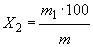 X₂ = m₁·100 / m